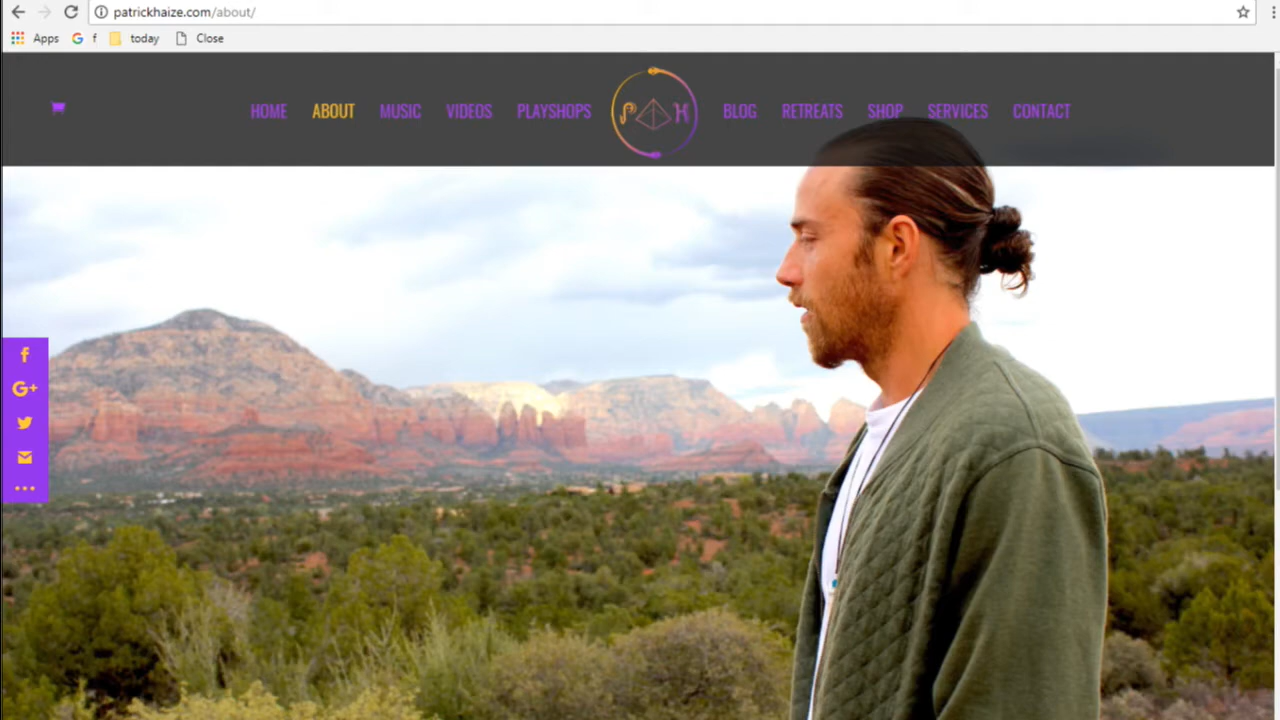 patrickhaize.com/about/
Apps f today Close
HOME ABOUT MUSIC VIDEOS PLAYSHOPS P H BLOG RETREATS SHOP SERVICES CONTACT